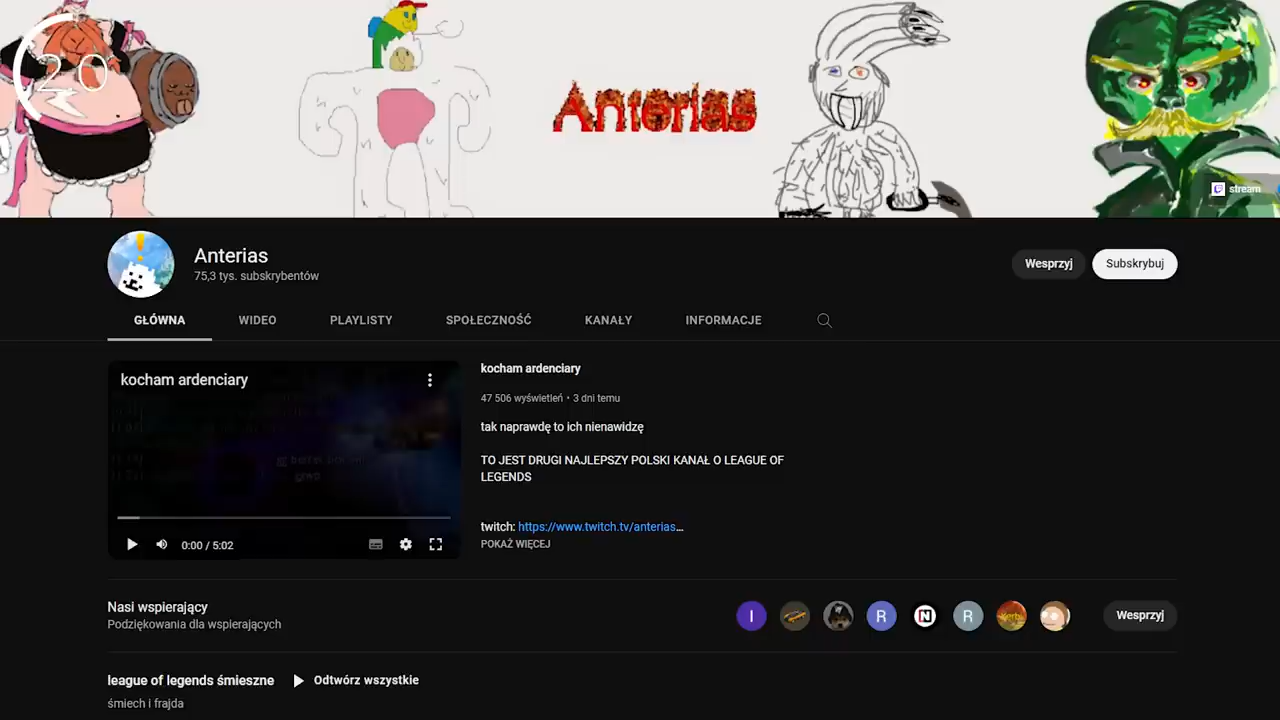 20
Anterias
stream
Anterias
75,3 tys. subskrybentów
Wesprzyj
Subskrybuj
GŁÓWNA
WIDEO
PLAYLISTY
SPOŁECZNOŚĆ
KANAŁY
INFORMACJE
kocham ardenciary
0:00 / 5:02
kocham ardenciary
47 506 wyświetleń • 3 dni temu
tak naprawdę to ich nienawidzę
TO JEST DRUGI NAJLEPSZY POLSKI KANAŁ O LEAGUE OF
LEGENDS
twitch: https://www.twitch.tv/anterias...
POKAŻ WIĘCEJ
Nasi wspierający
Podziękowania dla wspierających
I
R
N
R
Wesprzyj
league of legends śmieszne
Odtwórz wszystkie
śmiech i frajda